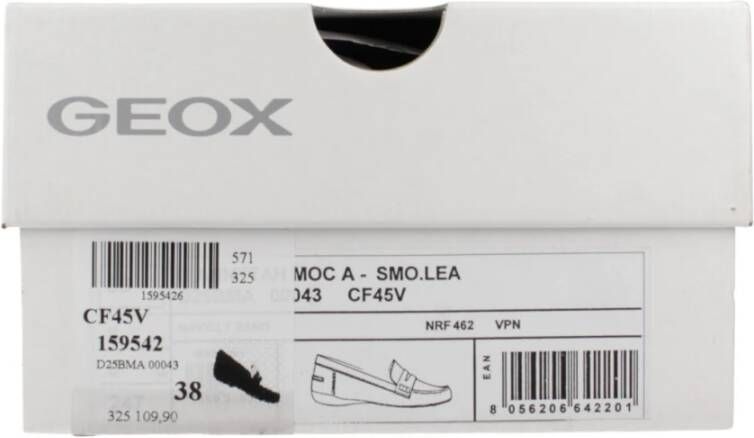 GEOX
571
325
1595426
CF45V
159542
D25BMA 00043
38
325 109,90
MOC A - SMO.LEA
043 CF45V
NRF 462 VPN
EAN
8 056206 642201